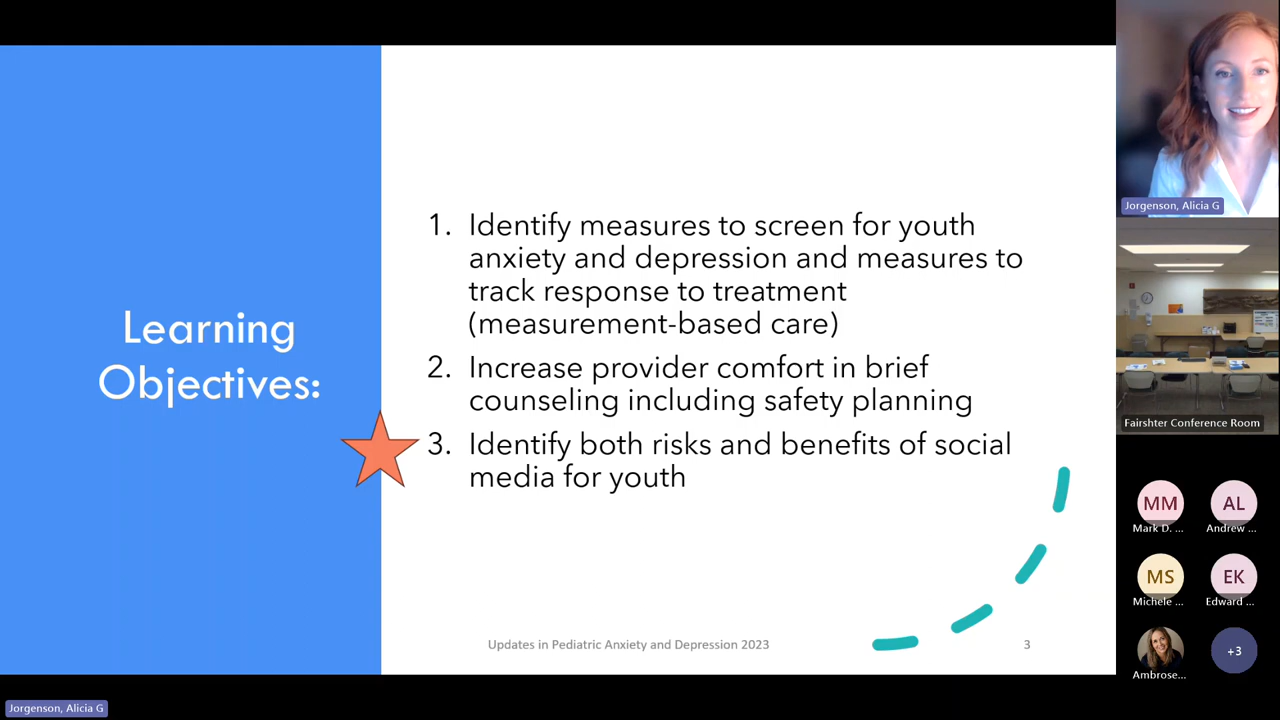 Learning
Objectives:
1. Identify measures to screen for youth
anxiety and depression and measures to
track response to treatment
(measurement-based care)
2. Increase provider comfort in brief
counseling including safety planning
3. Identify both risks and benefits of social
media for youth
Updates in Pediatric Anxiety and Depression 2023
3
Jorgenson, Alicia G
Fairshter Conference Room
MM
Mark D. ...
AL
Andrew ...
MS
Michele ...
EK
Edward ...
Ambrose...
+3
Jorgenson, Alicia G